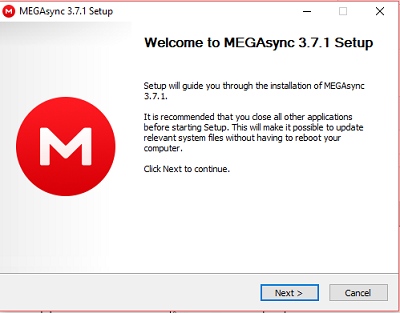 MEGAsync 3.7.1 Setup
Welcome to MEGAsync 3.7.1 Setup
Setup will guide you through the installation of MEGAsync
3.7.1.
It is recommended that you close all other applications
before starting Setup. This will make it possible to update
relevant system files without having to reboot your
computer.
Click Next to continue.
M
Next >
Cancel